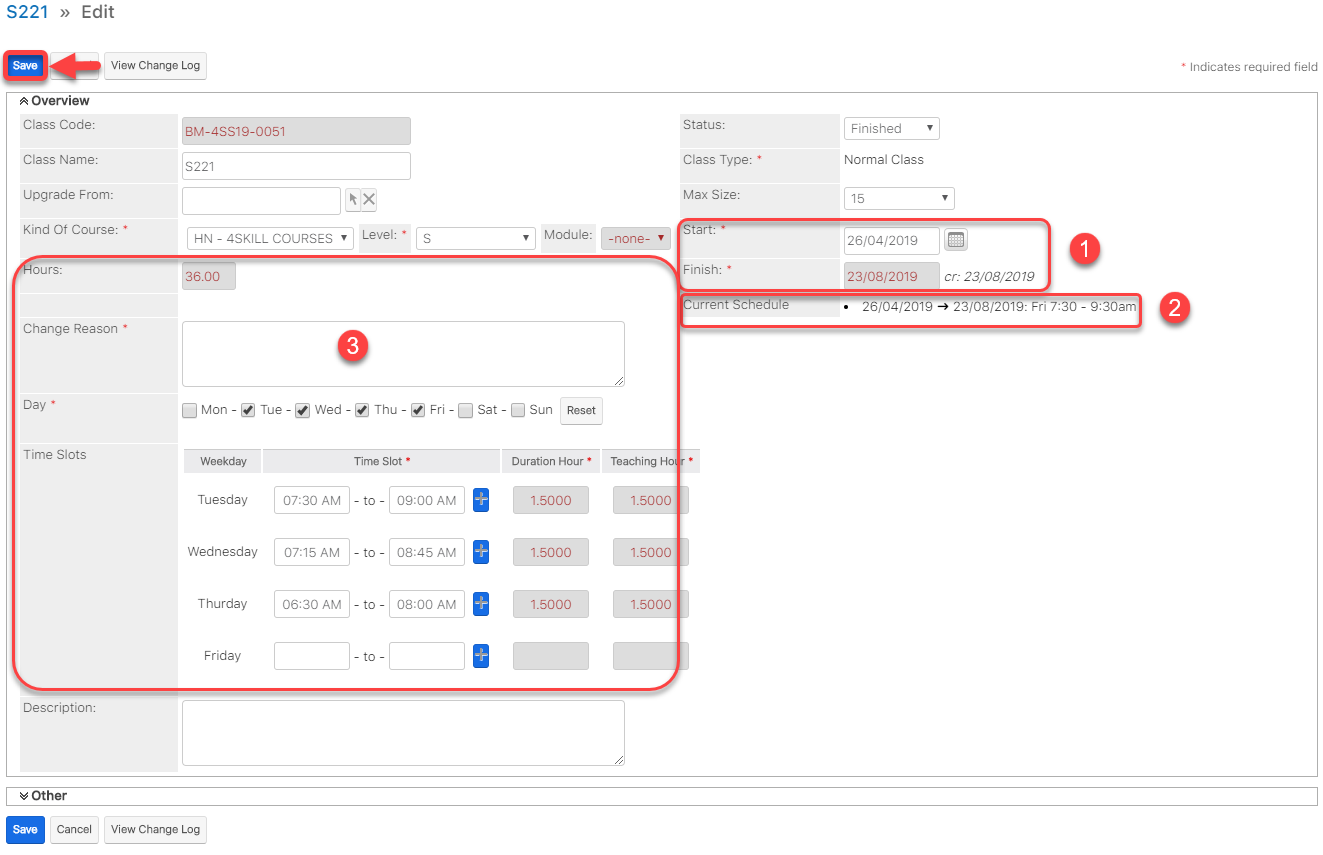 S221 » Edit
Save View Change Log
* Indicates required field
Overview
Class Code: BM-4SS19-0051 Status: Finished
Class Name: S221 Class Type: * Normal Class
Upgrade From: Max Size: 15
Kind Of Course: * HN - 4SKILL COURSES Level: * S Module: -none- Start: * 26/04/2019
1
Hours: 36.00 Finish: * 23/08/2019 cr: 23/08/2019
Current Schedule • 26/04/2019 ➔ 23/08/2019: Fri 7:30 - 9:30am
2
Change Reason *
3
Day * Mon - Tue - Wed - Thu - Fri - Sat - Sun Reset
Time Slots
Weekday Time Slot * Duration Hour * Teaching Hour *
Tuesday 07:30 AM - to - 09:00 AM 1.5000 1.5000
Wednesday 07:15 AM - to - 08:45 AM 1.5000 1.5000
Thurday 06:30 AM - to - 08:00 AM 1.5000 1.5000
Friday - to -
Description:
Other
Save Cancel View Change Log